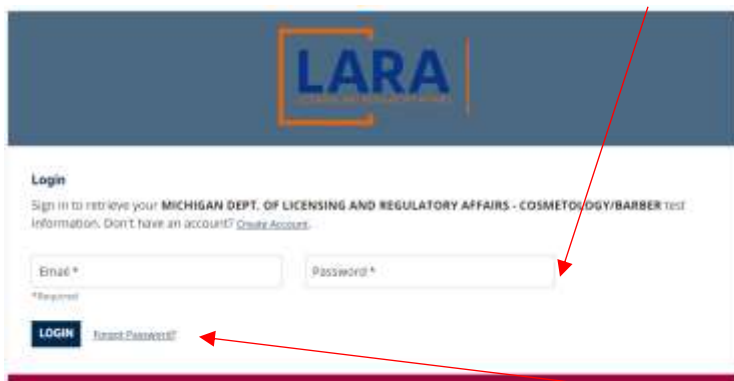 LARA
Login
Sign in to retrieve your MICHIGAN DEPT. OF LICENSING AND REGULATORY AFFAIRS - COSMETOLOGY/BARBER test
information. Don't have an account? Create Account.
Email * Password *
*Required
LOGIN Forgot Password?